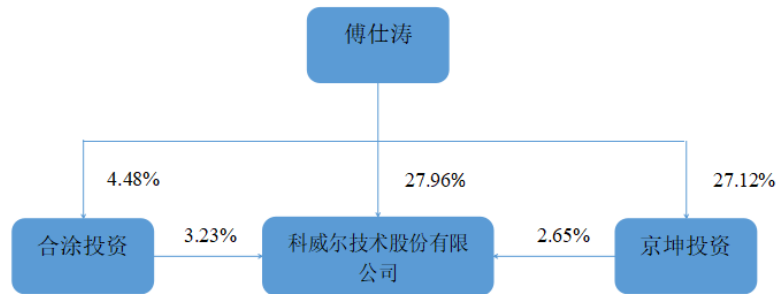 傅仕涛
4.48%
27.96%
27.12%
合涂投资
3.23%
科威尔技术股份有限
公司
2.65%
京坤投资